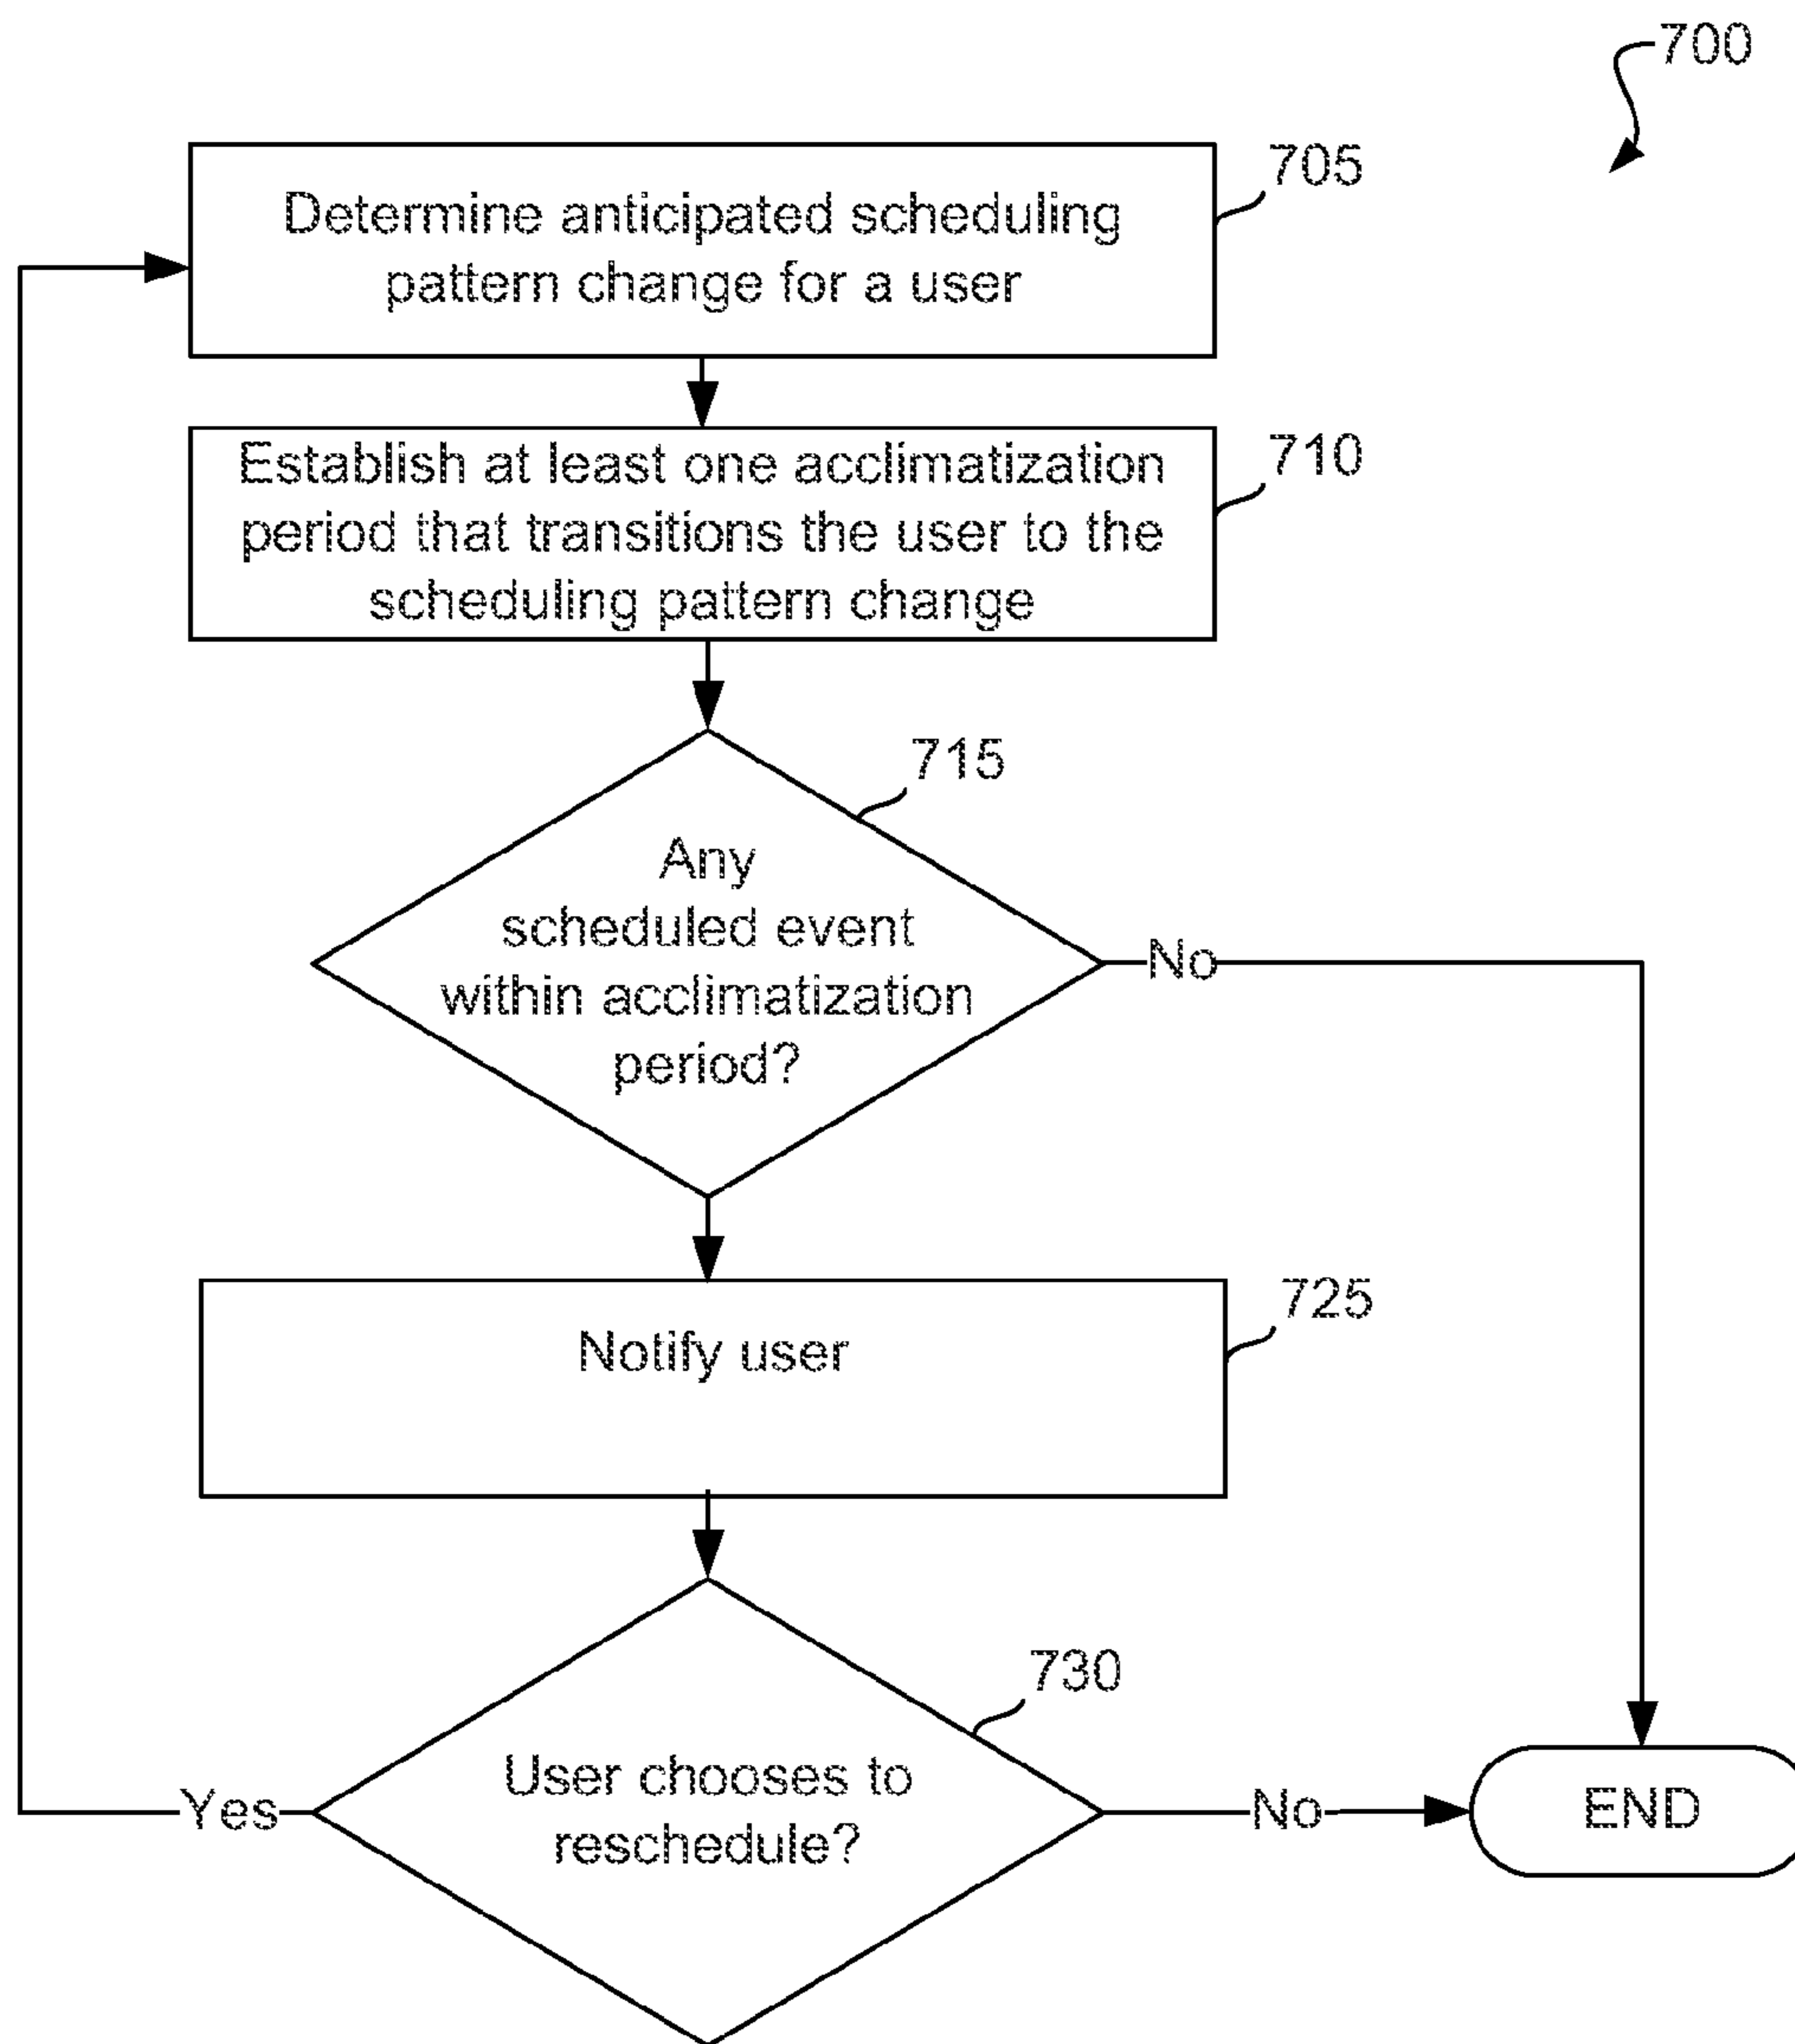 700
705
Determine anticipated scheduling
pattern change for a user
710
Establish at least one acclimatization
period that transitions the user to the
scheduling pattern change
715
Any
scheduled event
within acclimatization
period?
No
725
Notify user
730
User chooses to
reschedule?
Yes
No
END